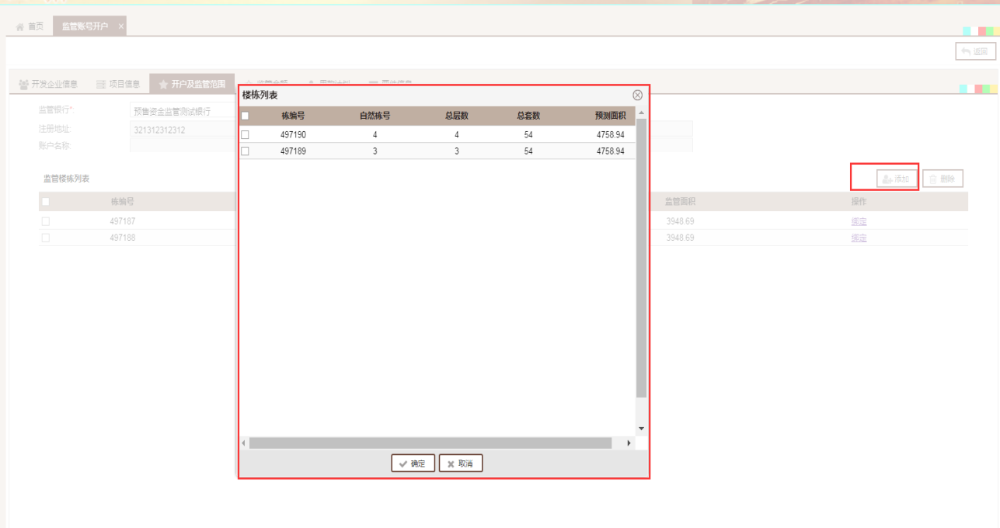 首页 监管账号开户 ×
返回
开发企业信息 项目信息 开户及监管范围
监管银行*: 预售资金监管测试银行
注册地址: 321312312312
账户名称:
监管楼栋列表 添加 删除
栋编号 监管面积 操作
497187 3948.69 绑定
497188 3948.69 绑定
楼栋列表
栋编号 自然栋号 总层数 总套数 预测面积
497190 4 4 54 4758.94
497189 3 3 54 4758.94
确定 取消